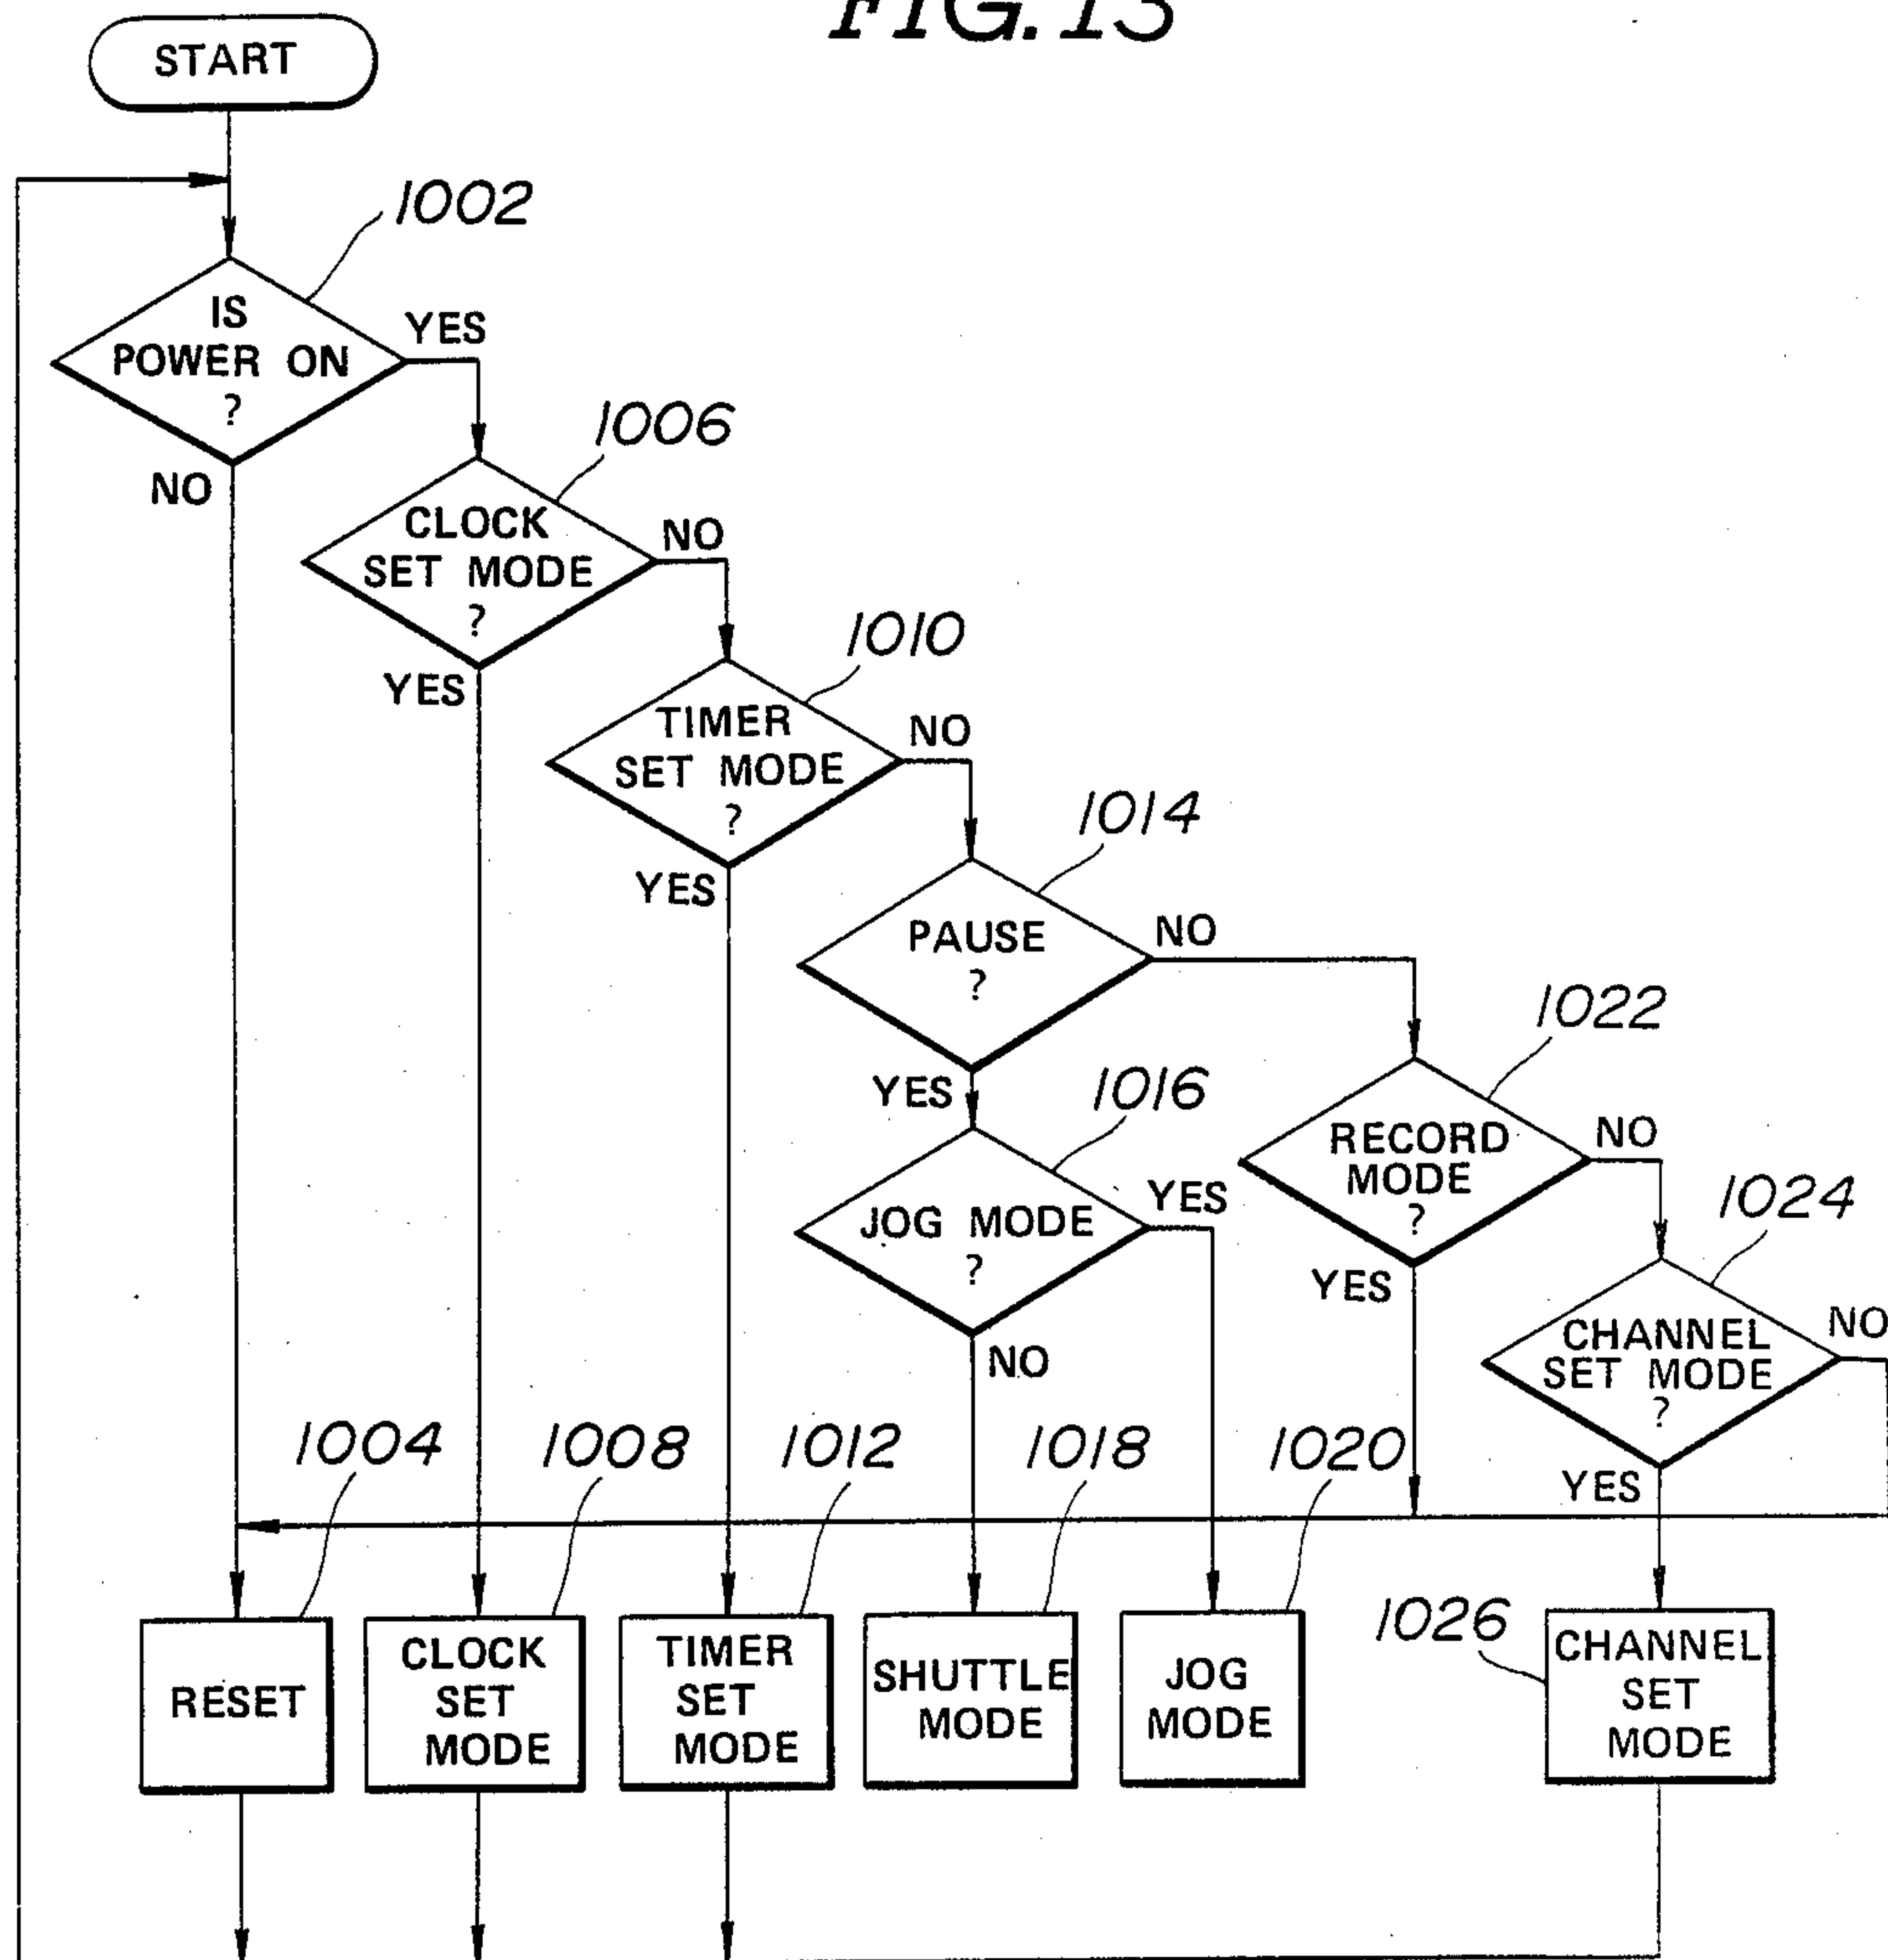 FIG. 13
START
1002
IS
POWER ON
?
YES
NO
1006
CLOCK
SET MODE
?
NO
YES
1010
TIMER
SET MODE
?
NO
YES
1014
PAUSE
?
NO
YES
1016
JOG MODE
?
YES
NO
1022
RECORD
MODE
?
NO
YES
1024
CHANNEL
SET MODE
?
NO
YES
1004
RESET
1008
CLOCK
SET
MODE
1012
TIMER
SET
MODE
1018
SHUTTLE
MODE
1020
JOG
MODE
1026
CHANNEL
SET
MODE